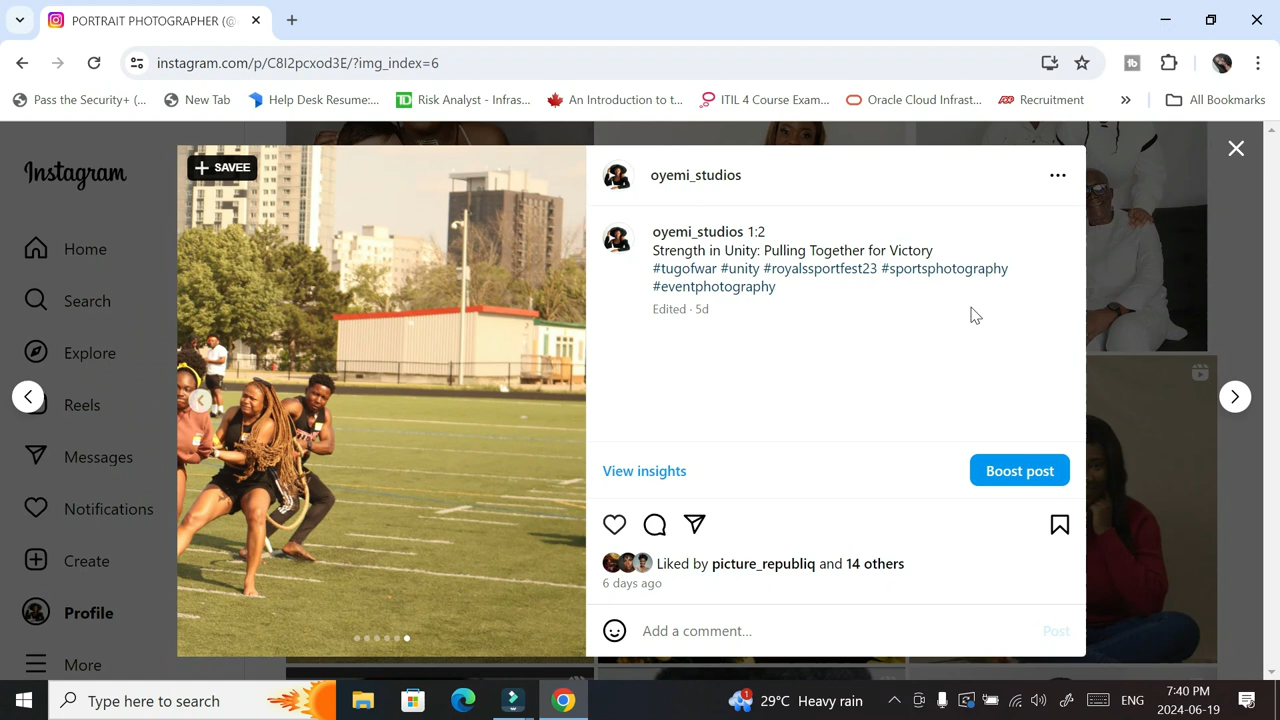 PORTRAIT PHOTOGRAPHER (@
instagram.com/p/C8I2pcxod3E/?img_index=6
Pass the Security+ (...
New Tab
Help Desk Resume:...
Risk Analyst - Infras...
An Introduction to t...
ITIL 4 Course Exam...
Oracle Cloud Infrast...
Recruitment
All Bookmarks
Instagram
Home
Search
Explore
Reels
Messages
Notifications
Create
Profile
More
+ SAVEE
oyemi_studios
oyemi_studios 1:2
Strength in Unity: Pulling Together for Victory
#tugofwar #unity #royalssportfest23 #sportsphotography
#eventphotography
Edited · 5d
View insights
Boost post
Liked by picture_republiq and 14 others
6 days ago
Add a comment...
Post
Type here to search
1
29°C Heavy rain
ENG
7:40 PM
2024-06-19